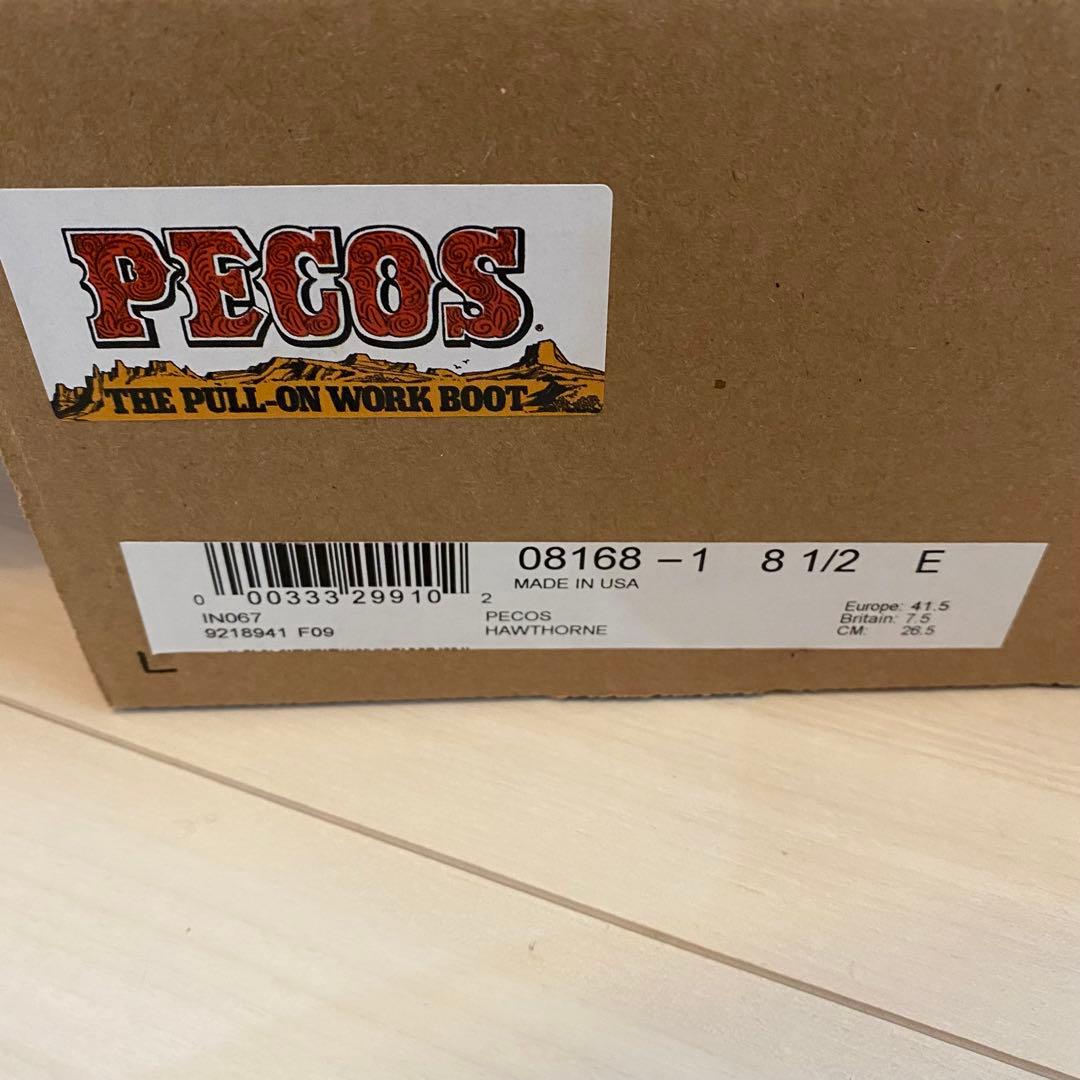 PECOS®
THE PULL-ON WORK BOOT
08168 – 1 8 1/2 E
MADE IN USA
0 00333 29910 2
IN067
9218941 F09
PECOS
HAWTHORNE
Europe: 41.5
Britain: 7.5
CM: 26.5